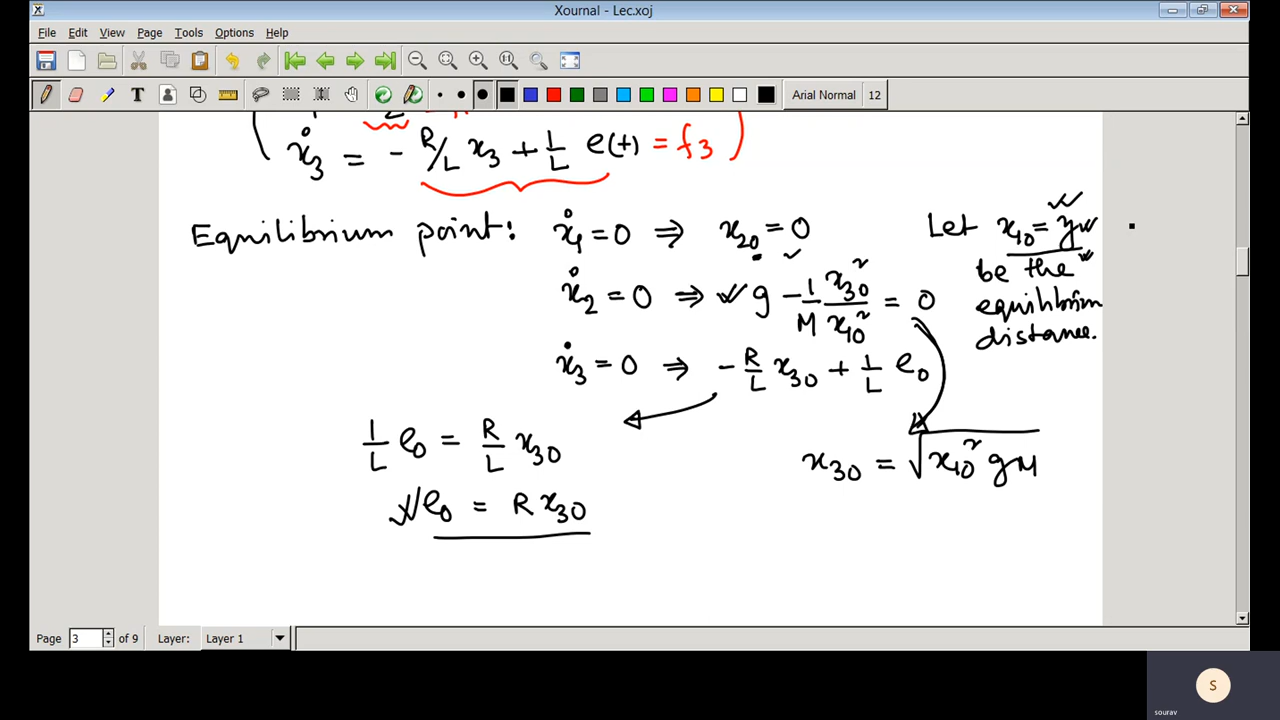 Xournal - Lec.xoj
File Edit View Page Tools Options Help
Arial Normal 12
ẋ3 = - R/L x3 + 1/L e(t) = f3
Equilibrium point: ẋ1 = 0 ⇒ x20 = 0
Let x10 = y
be the
equilibrium
distance.
ẋ2 = 0 ⇒ g - 1/M x30²/x10² = 0
ẋ3 = 0 ⇒ - R/L x30 + 1/L e0
1/L e0 = R/L x30
x30 = √x10² gM
e0 = R x30
Page 3 of 9 Layer: Layer 1
S
sourav